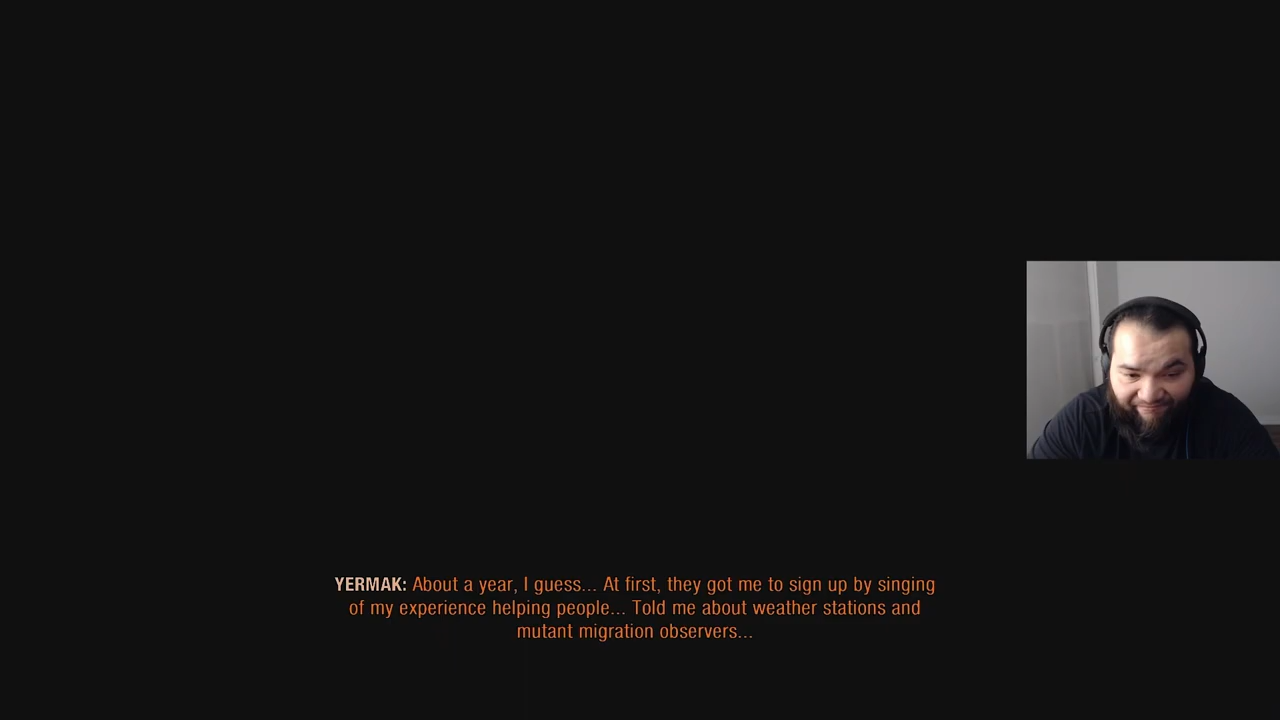 YERMAK: About a year, I guess... At first, they got me to sign up by singing
of my experience helping people... Told me about weather stations and
mutant migration observers...